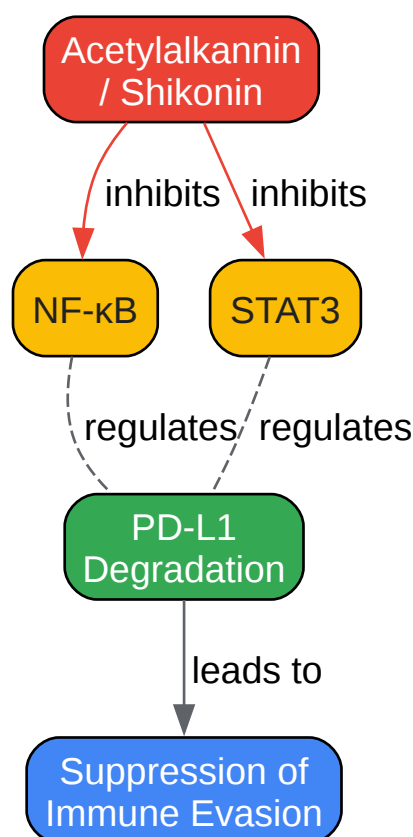 Acetylalkannin
/ Shikonin
inhibits inhibits
NF-κB STAT3
regulates regulates
PD-L1
Degradation
leads to
Suppression of
Immune Evasion